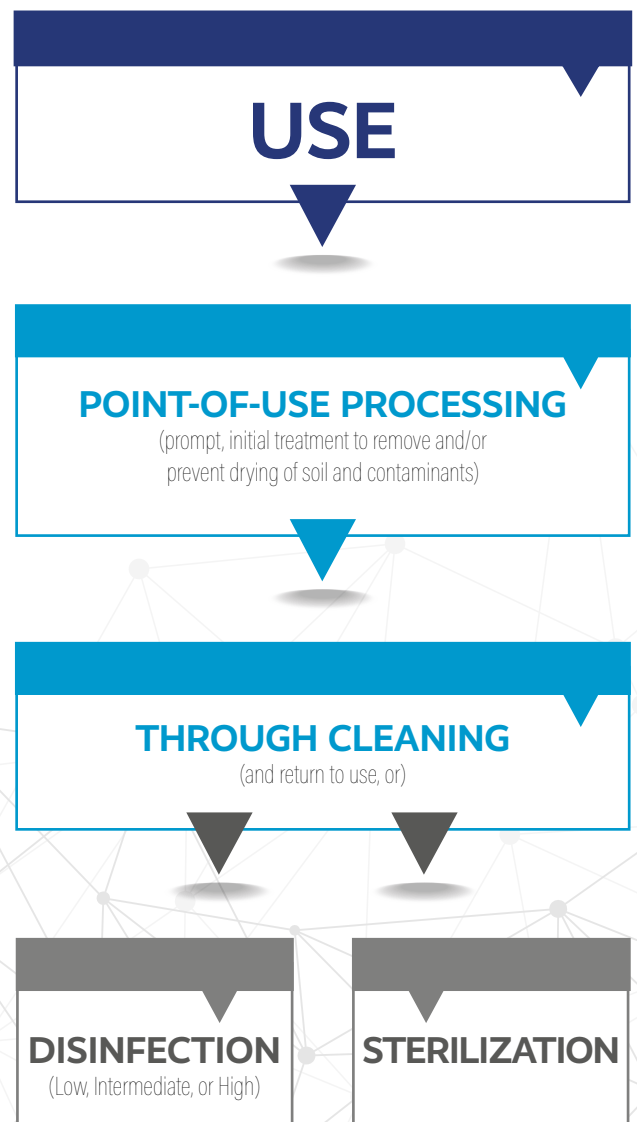 USE
POINT-OF-USE PROCESSING
(prompt, initial treatment to remove and/or
prevent drying of soil and contaminants)
THROUGH CLEANING
(and return to use, or)
DISINFECTION
(Low, Intermediate, or High)
STERILIZATION